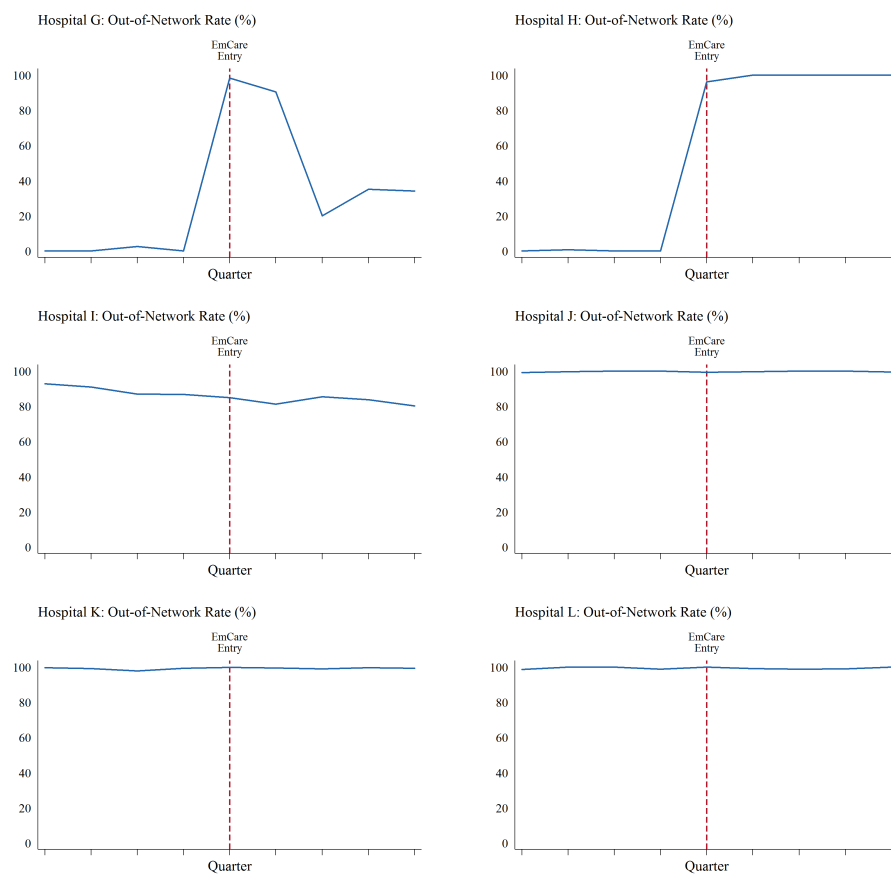 Hospital G: Out-of-Network Rate (%)
EmCare
Entry
100
80
60
40
20
0
Quarter
Hospital H: Out-of-Network Rate (%)
EmCare
Entry
100
80
60
40
20
0
Quarter
Hospital I: Out-of-Network Rate (%)
EmCare
Entry
100
80
60
40
20
0
Quarter
Hospital J: Out-of-Network Rate (%)
EmCare
Entry
100
80
60
40
20
0
Quarter
Hospital K: Out-of-Network Rate (%)
EmCare
Entry
100
80
60
40
20
0
Quarter
Hospital L: Out-of-Network Rate (%)
EmCare
Entry
100
80
60
40
20
0
Quarter